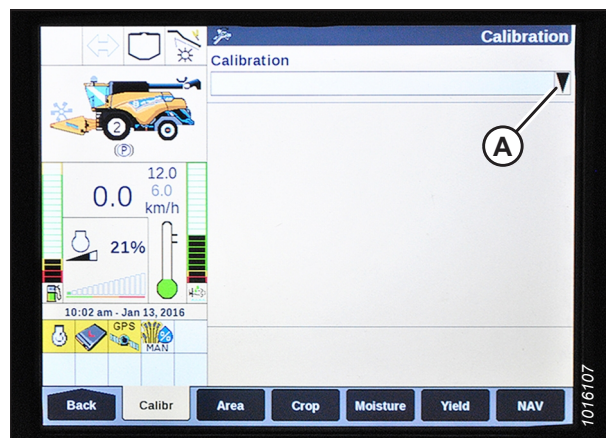 Calibration
Calibration
A
2
(P)
12.0
6.0
0.0
km/h
21%
10:02 am - Jan 13, 2016
GPS
%
MAN
Back
Calibr
Area
Crop
Moisture
Yield
NAV
1016107